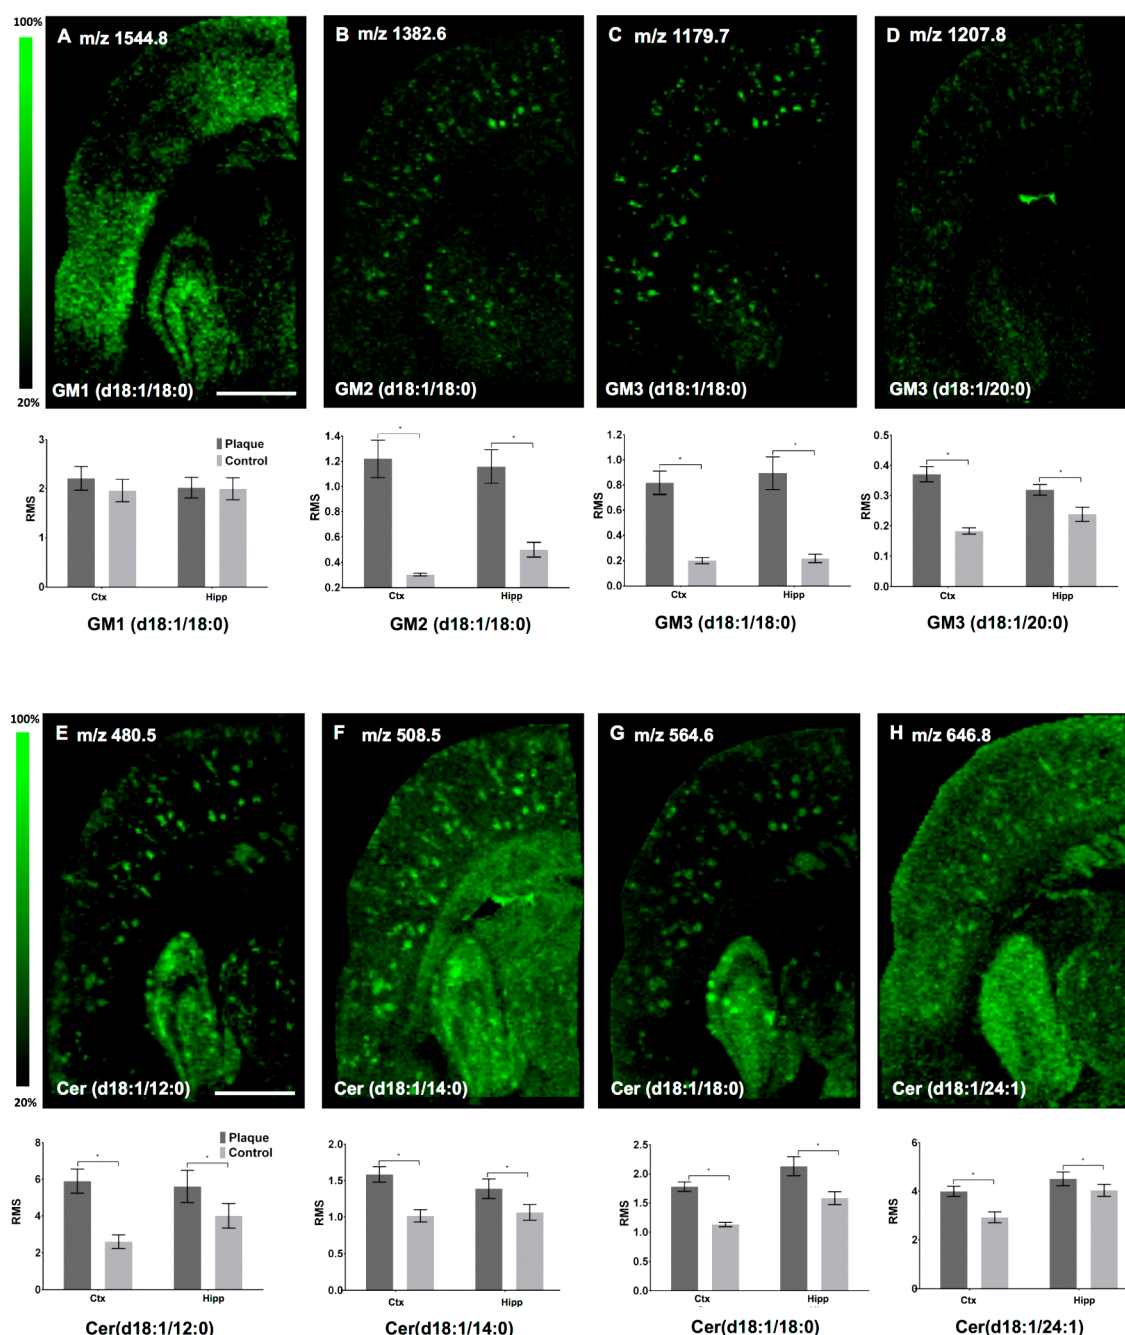 100%
A m/z 1544.8
B m/z 1382.6
C m/z 1179.7
D m/z 1207.8
20%
GM1 (d18:1/18:0)
GM2 (d18:1/18:0)
GM3 (d18:1/18:0)
GM3 (d18:1/20:0)
3
2
1
0
RMS
Plaque
Control
Ctx
Hipp
GM1 (d18:1/18:0)
1.4
1.2
1.0
0.8
0.6
0.4
0.2
RMS
*
*
Ctx
Hipp
GM2 (d18:1/18:0)
1.2
1.0
0.8
0.6
0.4
0.2
0.0
RMS
*
*
Ctx
Hipp
GM3 (d18:1/18:0)
0.5
0.4
0.3
0.2
0.1
0.0
RMS
*
*
Ctx
Hipp
GM3 (d18:1/20:0)
100%
E m/z 480.5
F m/z 508.5
G m/z 564.6
H m/z 646.8
20%
Cer (d18:1/12:0)
Cer (d18:1/14:0)
Cer (d18:1/18:0)
Cer (d18:1/24:1)
8
6
4
2
0
RMS
*
*
Plaque
Control
Ctx
Hipp
Cer(d18:1/12:0)
2.0
1.5
1.0
0.5
0.0
RMS
*
*
Ctx
Hipp
Cer(d18:1/14:0)
2.5
2.0
1.5
1.0
0.5
0.0
RMS
*
*
Ctx
Hipp
Cer(d18:1/18:0)
6
4
2
0
RMS
*
*
Ctx
Hipp
Cer(d18:1/24:1)